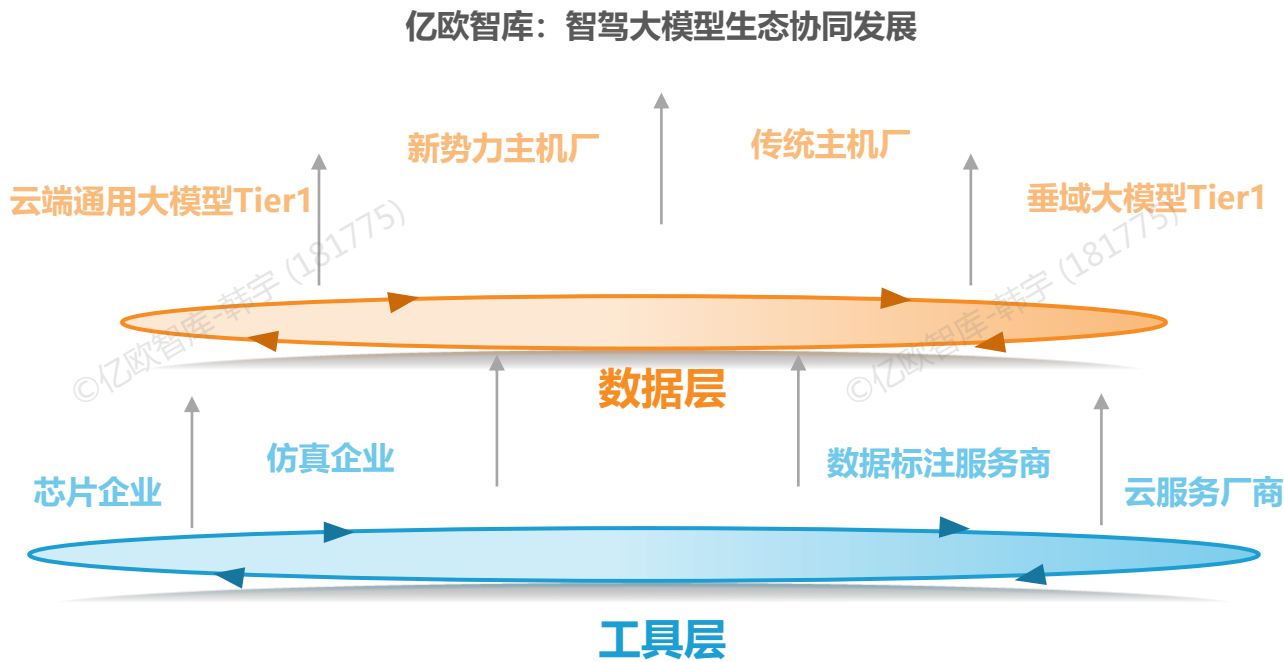 亿欧智库：智驾大模型生态协同发展
新势力主机厂
传统主机厂
云端通用大模型Tier1
垂域大模型Tier1
©亿欧智库-韩宇 (181775)
©亿欧智库-韩宇 (181775)
数据层
仿真企业
数据标注服务商
芯片企业
云服务厂商
工具层